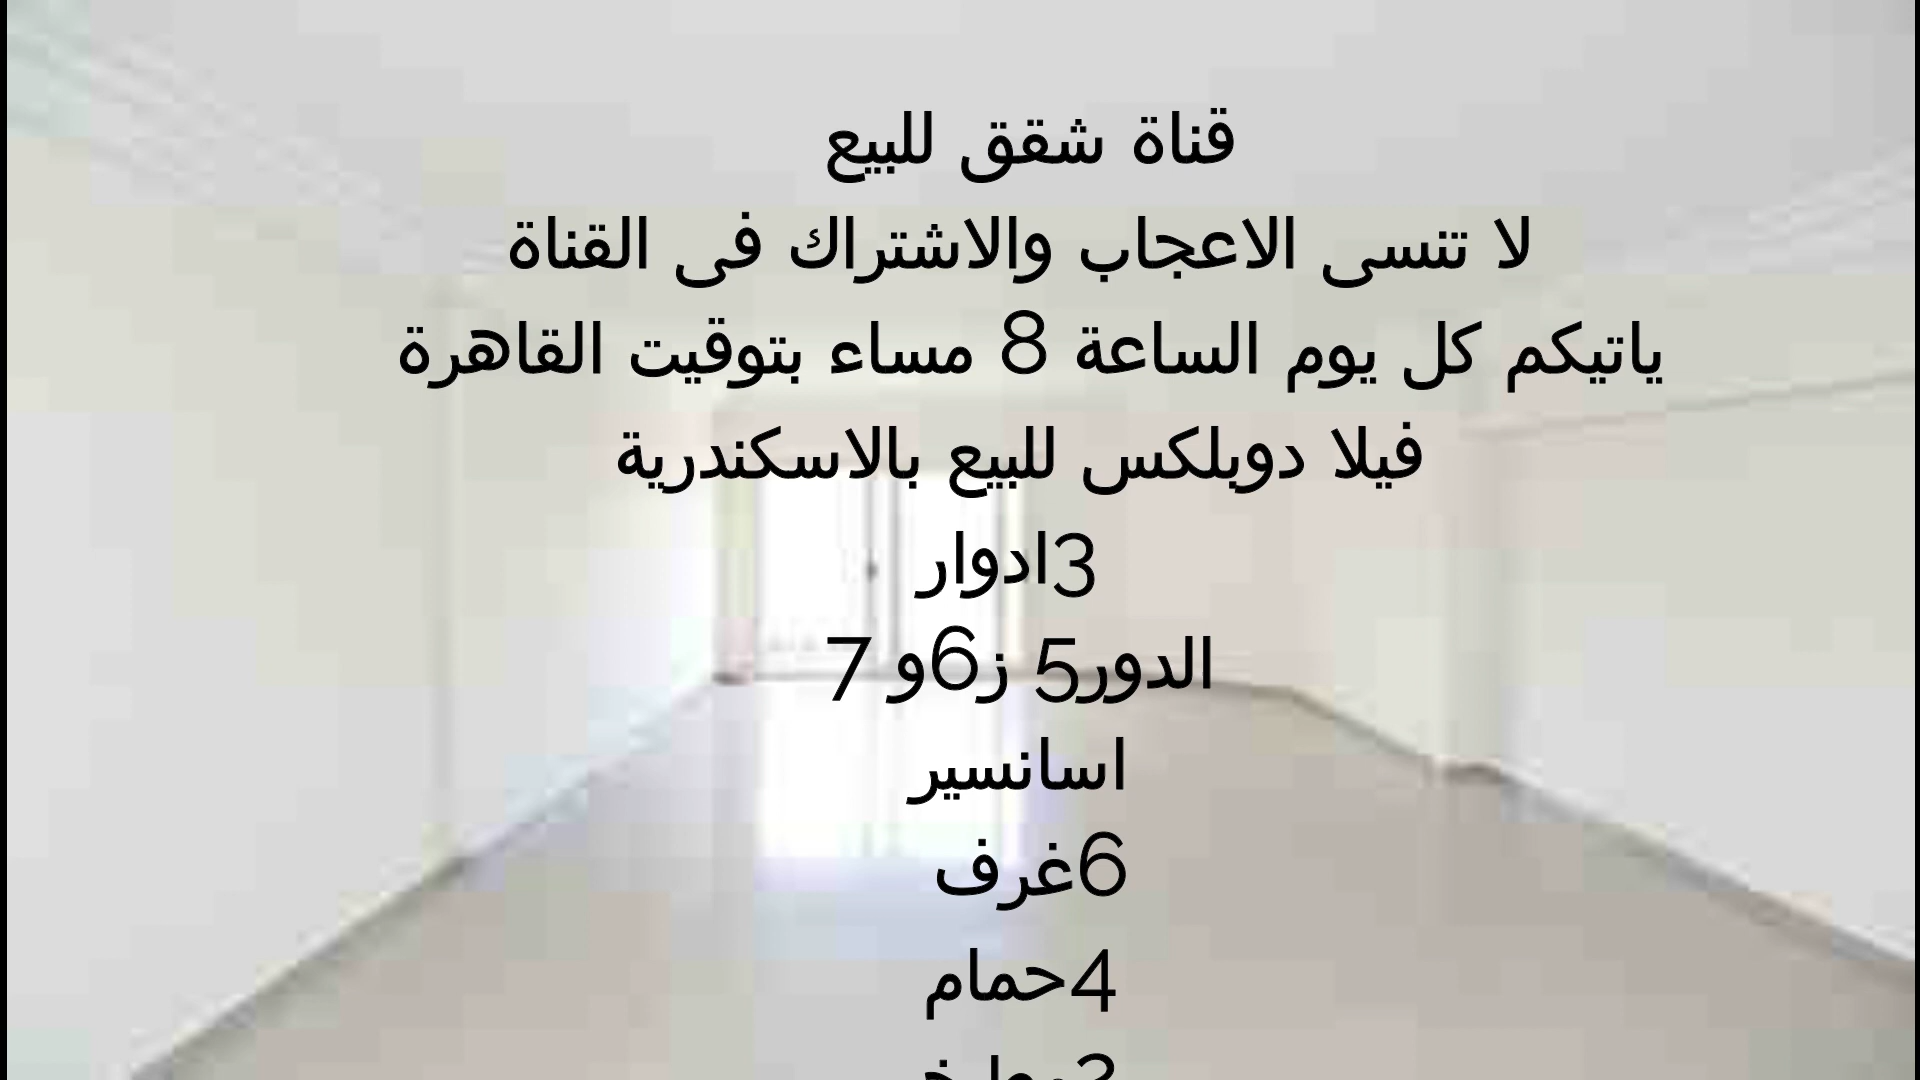 قناة شقق للبيع
لا تنسى الاعجاب والاشتراك فى القناة
ياتيكم كل يوم الساعة 8 مساء بتوقيت القاهرة
فيلا دوبلكس للبيع بالاسكندرية
3ادوار
الدور5 ز6و 7
اسانسير
6غرف
4حمام